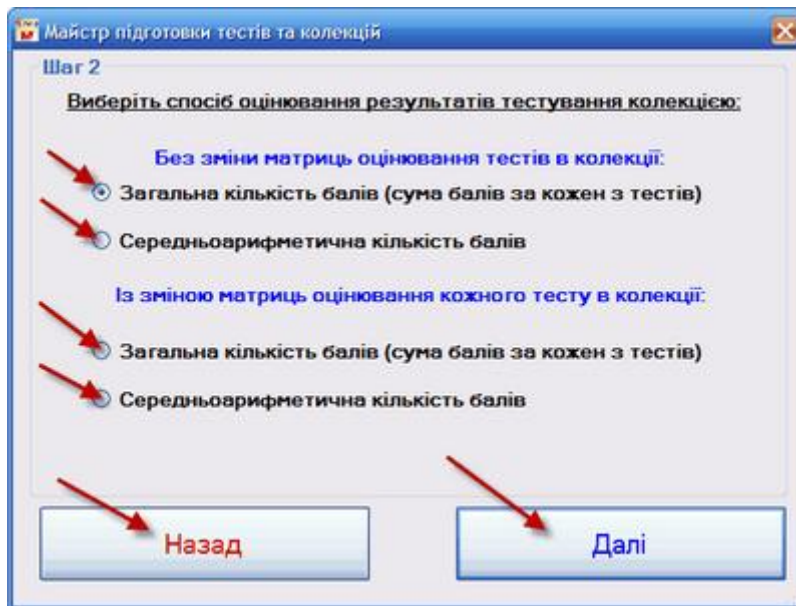 Майстр підготовки тестів та колекцій
Шаг 2
Виберіть спосіб оцінювання результатів тестування колекцією:
Без зміни матриць оцінювання тестів в колекції:
Загальна кількість балів (сума балів за кожен з тестів)
Середньоарифметична кількість балів
Із зміною матриць оцінювання кожного тесту в колекції:
Загальна кількість балів (сума балів за кожен з тестів)
Середньоарифметична кількість балів
Назад
Далі